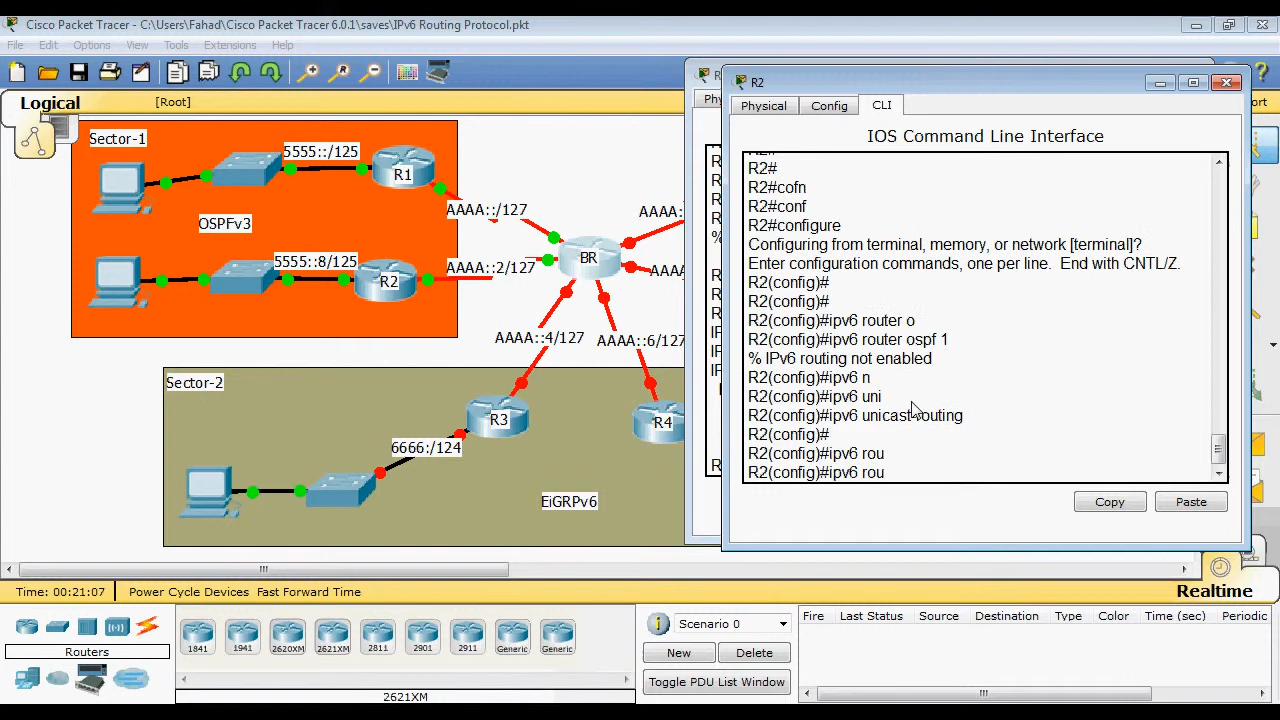 Cisco Packet Tracer - C:\Users\Fahad\Cisco Packet Tracer 6.0.1\saves\IPv6 Routing Protocol.pkt
File Edit Options View Tools Extensions Help
Logical
[Root]
Sector-1
5555::/125
R1
OSPFv3
AAAA::/127
5555::8/125
R2
AAAA::2/127
BR
AAAA::4/127
AAAA::6/127
Sector-2
R3
R4
6666:/124
EiGRPv6
R2
Physical Config CLI
IOS Command Line Interface
R2#
R2#cofn
R2#conf
R2#configure
Configuring from terminal, memory, or network [terminal]?
Enter configuration commands, one per line.  End with CNTL/Z.
R2(config)#
R2(config)#
R2(config)#ipv6 router o
R2(config)#ipv6 router ospf 1
% IPv6 routing not enabled
R2(config)#ipv6 n
R2(config)#ipv6 uni
R2(config)#ipv6 unicast-routing
R2(config)#
R2(config)#ipv6 rou
R2(config)#ipv6 rou
Copy Paste
Time: 00:21:07 Power Cycle Devices Fast Forward Time
Realtime
Routers
1841 1941 2620XM 2621XM 2811 2901 2911 Generic Generic
2621XM
Scenario 0
New Delete
Toggle PDU List Window
Fire Last Status Source Destination Type Color Time (sec) Periodic